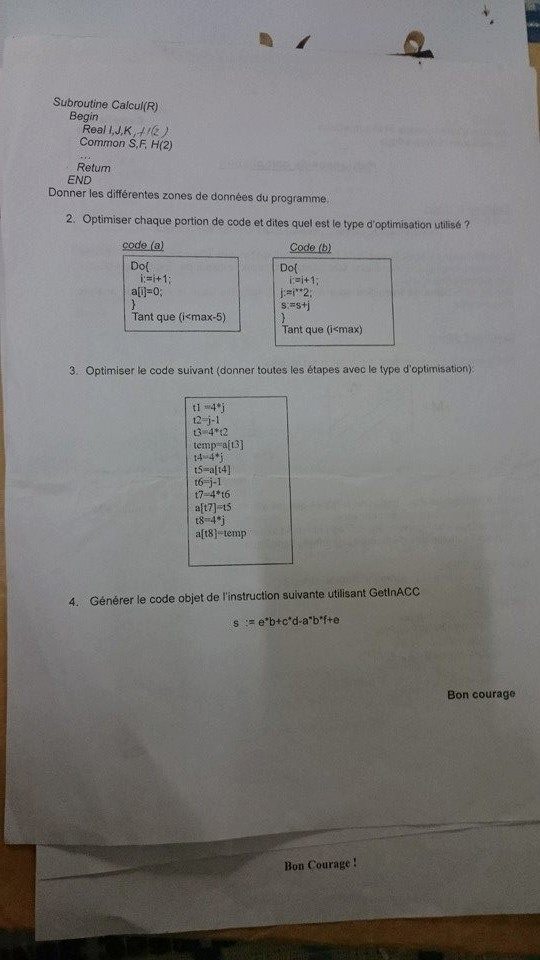 Subroutine Calcul(R)
Begin
Real I,J,K,H(2)
Common S,F, H(2)
...
Return
END
Donner les différentes zones de données du programme.
2. Optimiser chaque portion de code et dites quel est le type d'optimisation utilisé ?
code (a)
Do{
i:=i+1;
a[i]=0;
}
Tant que (i<max-5)
Code (b)
Do{
i:=i+1;
j:=i**2;
s:=s+j
}
Tant que (i<max)
3. Optimiser le code suivant (donner toutes les étapes avec le type d'optimisation):
t1 =4*j
t2=j-1
t3=4*t2
temp=a[t3]
t4=4*j
t5=a[t4]
t6=j-1
t7=4*t6
a[t7]=t5
t8=4*j
a[t8]=temp
4. Générer le code objet de l'instruction suivante utilisant GetInACC
s := e*b+c*d-a*b*f+e
Bon courage
Bon Courage !